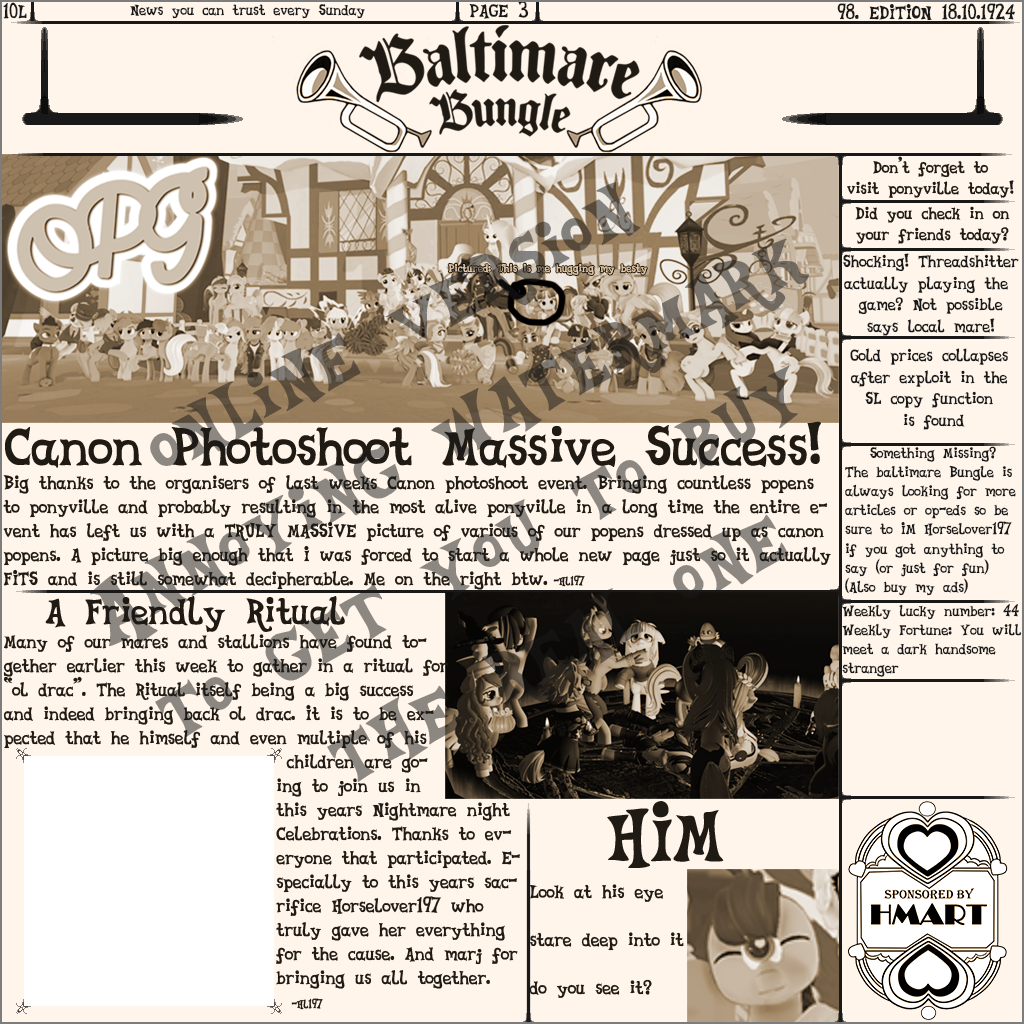 10L
News you can trust every Sunday
PAGE 3
98. EDITION 18.10.1924
Baltimare
Bungle
OPG
Pictured: This is me hugging my besty
Canon Photoshoot Massive Success!
Big thanks to the organisers of last weeks Canon photoshoot event. Bringing countless popens
to ponyville and probably resulting in the most alive ponyville in a long time the entire e-
vent has left us with a TRULY MASSIVE picture of various of our popens dressed up as canon
popens. A picture big enough that i was forced to start a whole new page just so it actually
FITS and is still somewhat decipherable. Me on the right btw. -HL197
A Friendly Ritual
Many of our mares and stallions have found to-
gether earlier this week to gather in a ritual for
"ol drac". The Ritual itself being a big success
and indeed bringing back ol drac. it is to be ex-
pected that he himself and even multiple of his
children are go-
ing to join us in
this years Nightmare night
Celebrations. Thanks to ev-
eryone that participated. E-
specially to this years sac-
rifice Horselover197 who
truly gave her everything
for the cause. And marj for
bringing us all together.
-HL197
HiM
Look at his eye
stare deep into it
do you see it?
Don't forget to
visit ponyville today!
Did you check in on
your friends today?
Shocking! Threadshitter
actually playing the
game? Not possible
says local mare!
Gold prices collapses
after exploit in the
SL copy function
is found
Something Missing?
The baltimare Bungle is
always looking for more
articles or op-eds so be
sure to iM Horselover197
if you got anything to
say (or just for fun)
(Also buy my ads)
Weekly lucky number: 44
Weekly Fortune: You will
meet a dark handsome
stranger
SPONSORED BY
HMART
ONLiNE VERSiON
ANNOYiNG WATERMARK
TO GET YOU TO BUY
THE REAL ONE